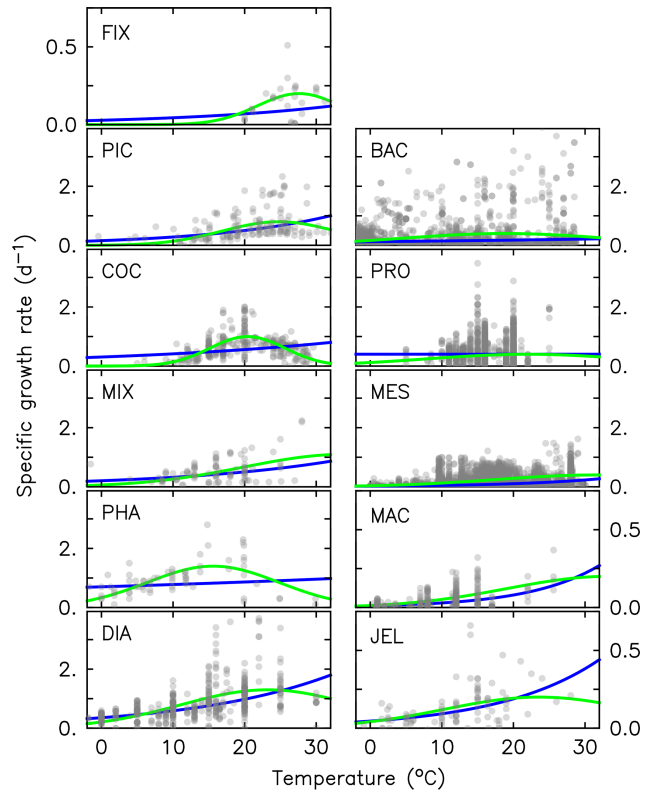 FIX
0.5
0.0
PIC
2.
0.
BAC
2.
0.
COC
2.
0.
PRO
2.
0.
MIX
2.
0.
MES
2.
0.
PHA
2.
0.
MAC
0.5
0.0
DIA
2.
0.
JEL
0.5
0.0
0 10 20 30
0 10 20 30
Specific growth rate (d⁻¹)
Temperature (°C)